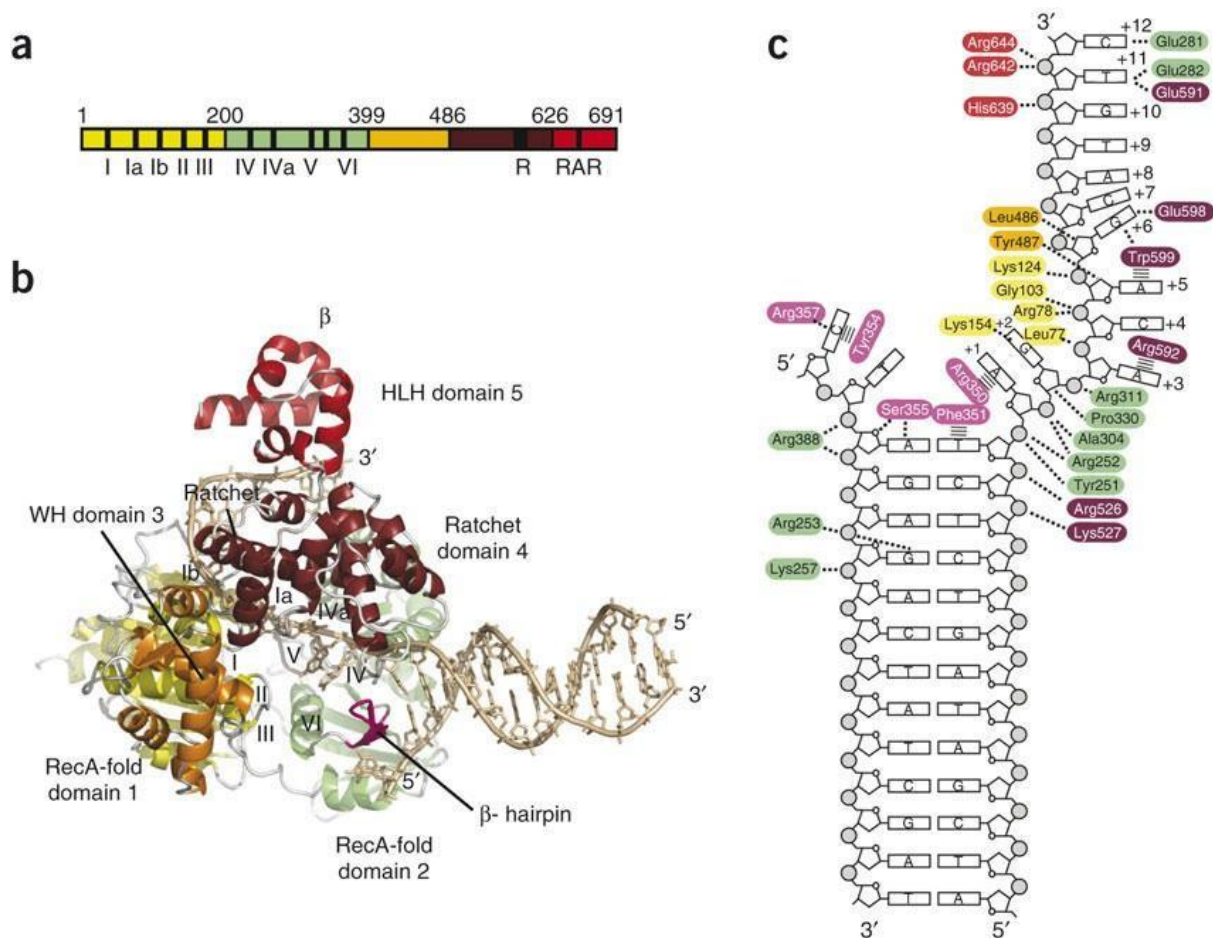 a
1 200 399 486 626 691
I Ia Ib II III IV IVa V VI R RAR
b
β
HLH domain 5
3′
Ratchet
WH domain 3
Ratchet
domain 4
Ib
Ia
IVa
I
V
IV
II
III
VI
5′
3′
5′
RecA-fold
domain 1
β- hairpin
RecA-fold
domain 2
c
3′
Arg644 C +12 Glu281
Arg642 T +11 Glu282
Glu591
His639 G +10
T +9
A +8
C +7
Leu486 G +6 Glu598
Tyr487 Trp599
Lys124 A +5
Gly103
Arg78 C +4
Arg357 C Tyr354 Lys154 +2 G Leu77 Arg592
5′ +1 A A +3
Arg350 Arg311
Ser355 Phe351 Pro330
Arg388 A T Ala304
Arg252
G C Tyr251
Arg526
A T Lys527
Arg253 G C
Lys257 A T
C G
T A
A T
T A
C G
G C
A T
T A
3′ 5′